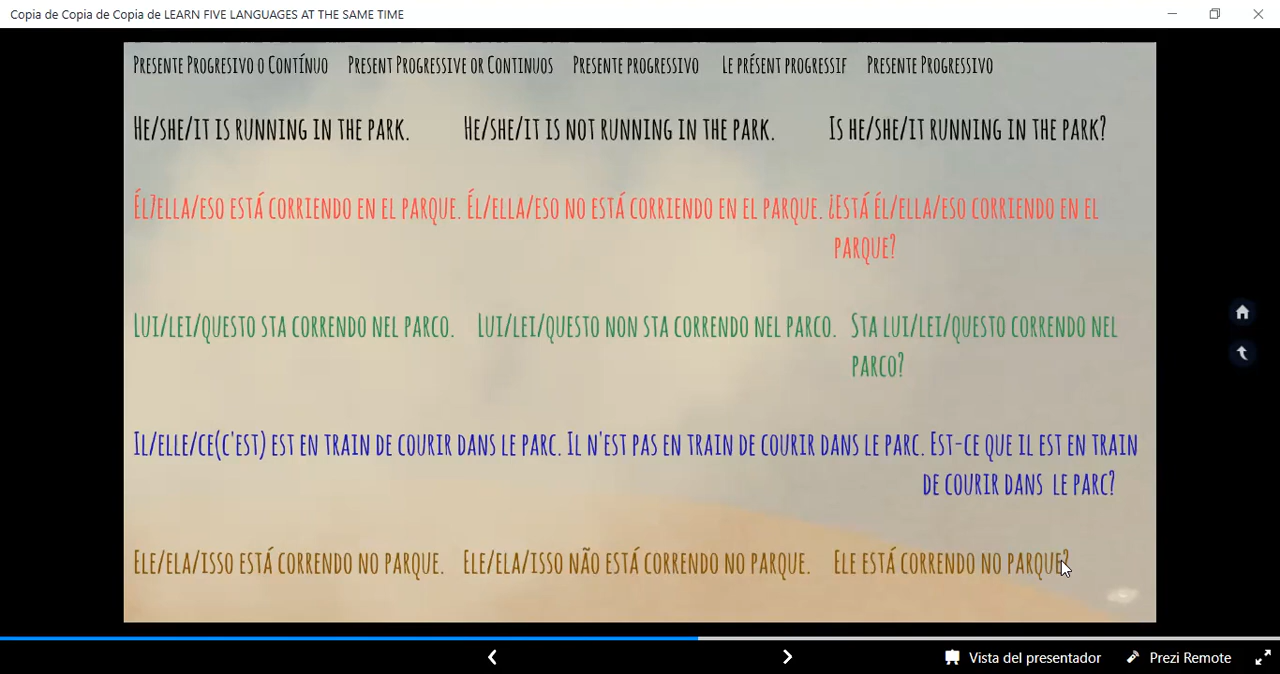 Copia de Copia de Copia de LEARN FIVE LANGUAGES AT THE SAME TIME
Presente Progresivo o Contínuo Present Progressive or Continuos Presente progressivo Le présent progressif Presente Progressivo
He/she/it is running in the park. He/she/it is not running in the park. Is he/she/it running in the park?
Él?ella/eso está corriendo en el parque. Él/ella/eso no está corriendo en el parque. ¿Está él/ella/eso corriendo en el
parque?
Lui/lei/questo sta correndo nel parco. Lui/lei/questo non sta correndo nel parco. Sta lui/lei/questo correndo nel
parco?
Il/elle/ce(c'est) est en train de courir dans le parc. Il n'est pas en train de courir dans le parc. Est-ce que il est en train
de courir dans le parc?
Ele/ela/isso está correndo no parque. Ele/ela/isso não está correndo no parque. Ele está correndo no parque?
Vista del presentador Prezi Remote